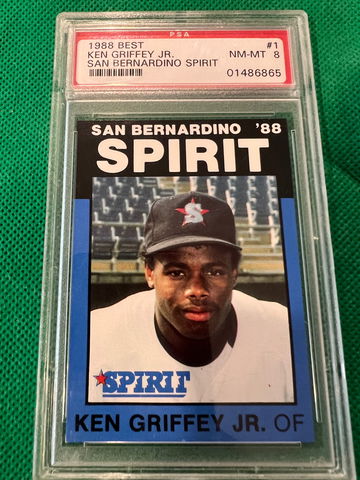 PSA
1988 BEST #1
KEN GRIFFEY JR. NM-MT 8
SAN BERNARDINO SPIRIT
01486865
SAN BERNARDINO '88
SPIRIT
S
SPIRIT
KEN GRIFFEY JR. OF